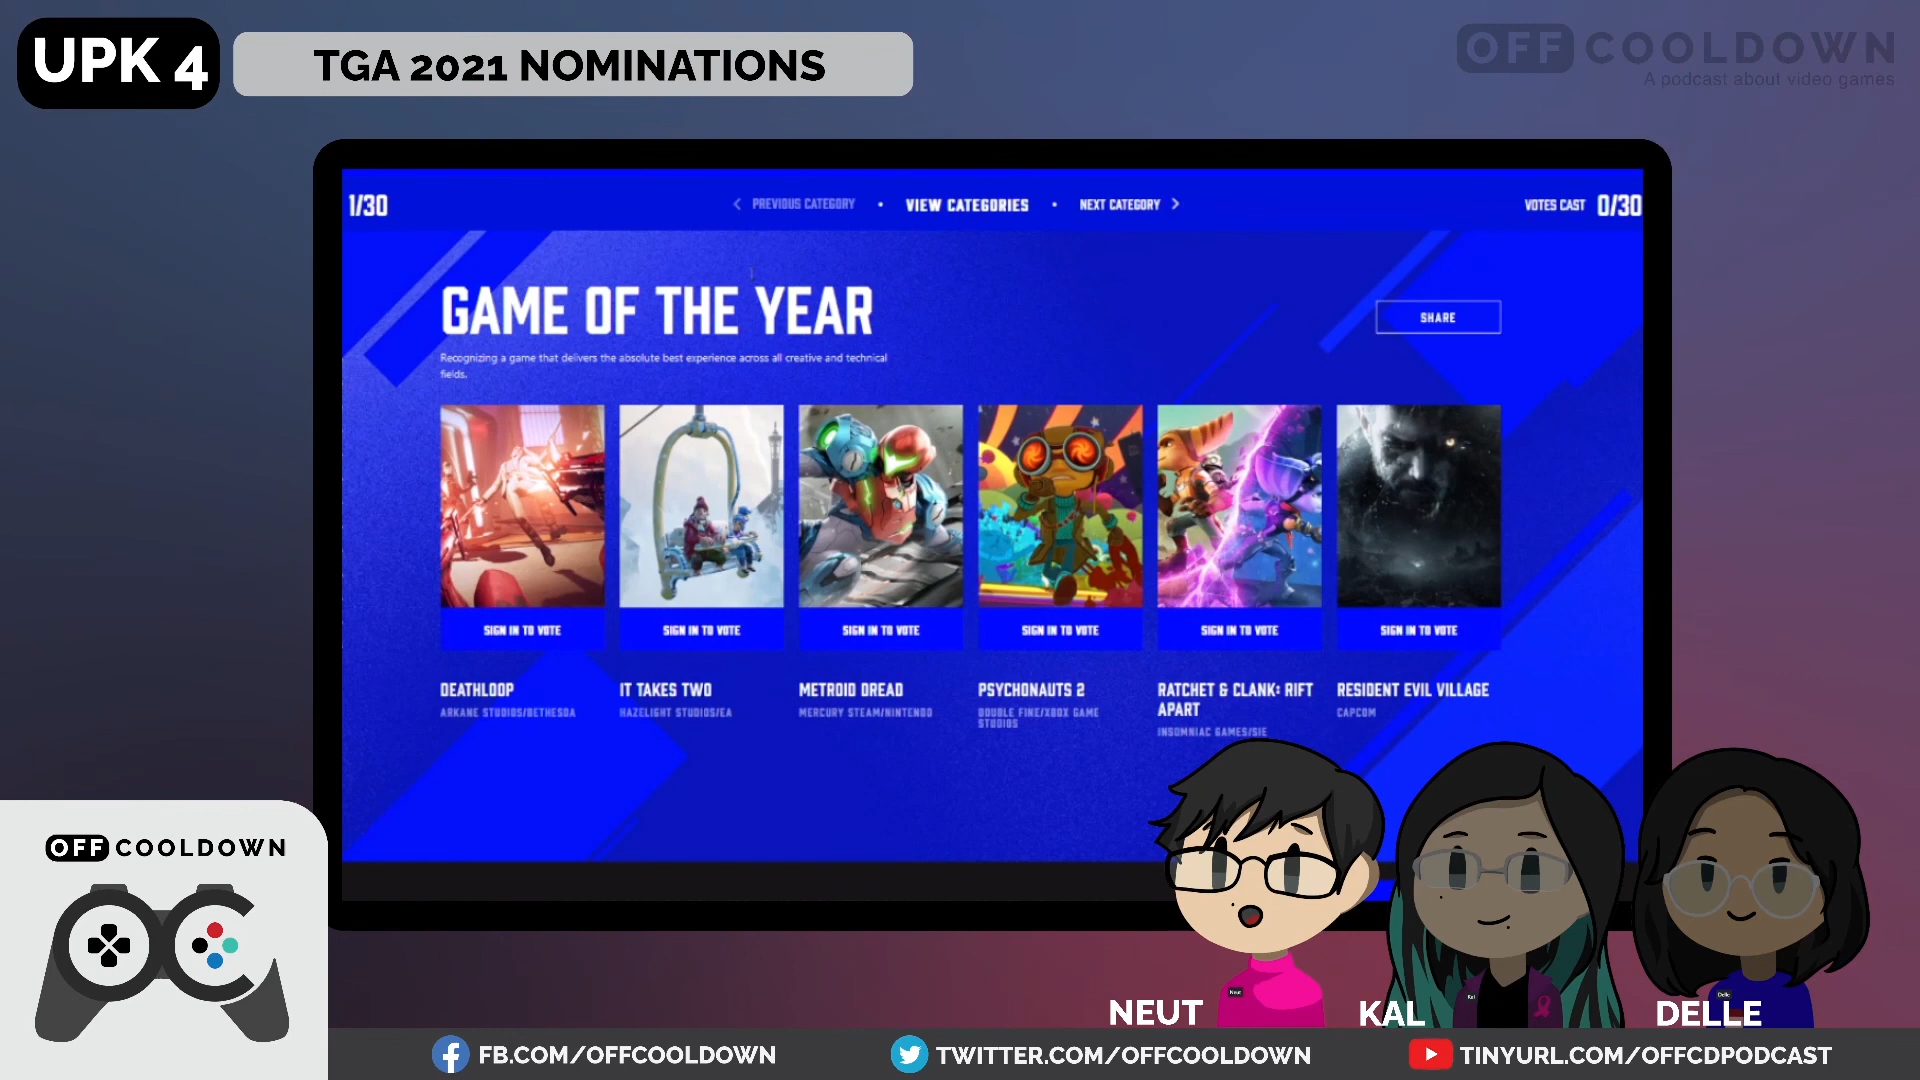 UPK 4
TGA 2021 NOMINATIONS
OFF COOLDOWN
A podcast about video games
1/30
PREVIOUS CATEGORY • VIEW CATEGORIES • NEXT CATEGORY
VOTES CAST 0/30
GAME OF THE YEAR
SHARE
Recognizing a game that delivers the absolute best experience across all creative and technical
fields.
SIGN IN TO VOTE
SIGN IN TO VOTE
SIGN IN TO VOTE
SIGN IN TO VOTE
SIGN IN TO VOTE
SIGN IN TO VOTE
DEATHLOOP
ARKANE STUDIOS/BETHESDA
IT TAKES TWO
HAZELIGHT STUDIOS/EA
METROID DREAD
MERCURY STEAM/NINTENDO
PSYCHONAUTS 2
DOUBLE FINE/XBOX GAME
STUDIOS
RATCHET & CLANK: RIFT
APART
INSOMNIAC GAMES/SIE
RESIDENT EVIL VILLAGE
CAPCOM
OFF COOLDOWN
Neut
Kal
Delle
NEUT
KAL
DELLE
FB.COM/OFFCOOLDOWN
TWITTER.COM/OFFCOOLDOWN
TINYURL.COM/OFFCDPODCAST